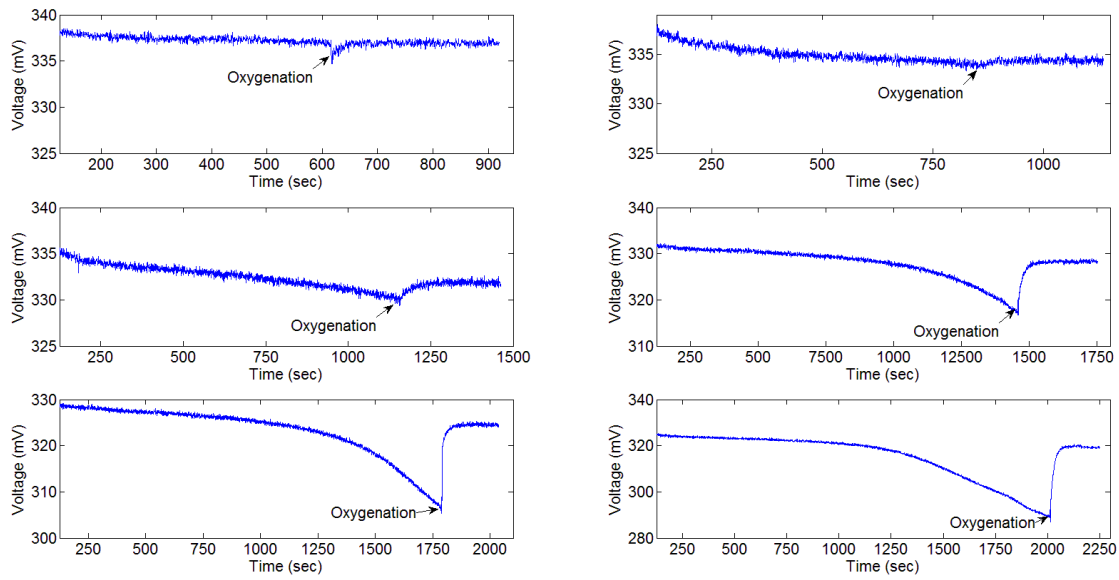 340
335
330
325
Voltage (mV)
Oxygenation
200 300 400 500 600 700 800 900
Time (sec)
335
330
325
Voltage (mV)
Oxygenation
250 500 750 1000
Time (sec)
340
335
330
325
Voltage (mV)
Oxygenation
250 500 750 1000 1250 1500
Time (sec)
340
330
320
310
Voltage (mV)
Oxygenation
250 500 7500 1000 12500 1500 1750
Time (sec)
330
320
310
300
Voltage (mV)
Oxygenation
250 500 750 1000 1250 1500 1750 2000
Time (sec)
340
320
300
280
Voltage (mV)
Oxygenation
250 500 750 1000 1250 1500 1750 2000 2250
Time (sec)